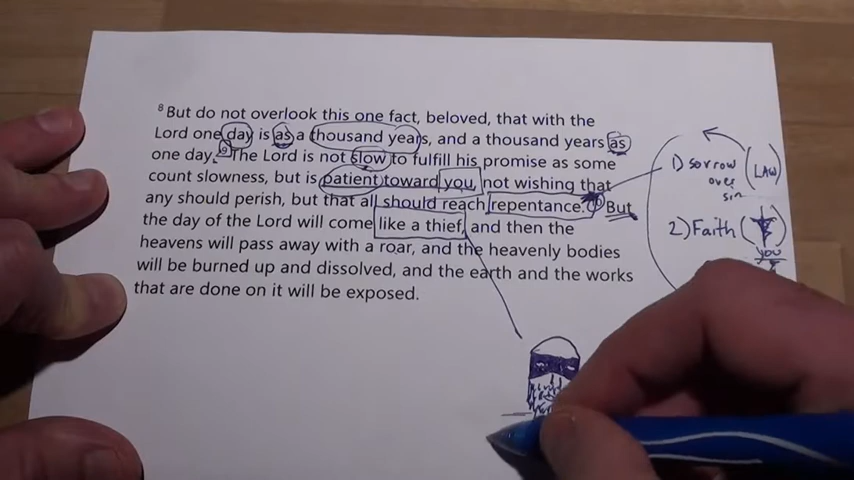 8 But do not overlook this one fact, beloved, that with the
Lord one day is as a thousand years, and a thousand years as
one day. 9 The Lord is not slow to fulfill his promise as some
count slowness, but is patient toward you, not wishing that
any should perish, but that all should reach repentance. 10 But
the day of the Lord will come like a thief, and then the
heavens will pass away with a roar, and the heavenly bodies
will be burned up and dissolved, and the earth and the works
that are done on it will be exposed.
1) sorrow (LAW)
over
sin
2) Faith
you